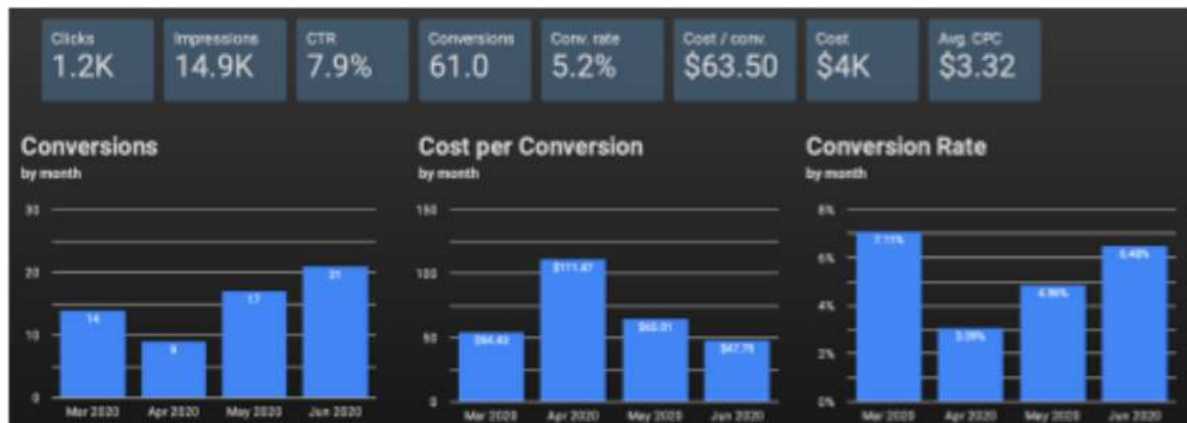 Clicks Impressions CTR Conversions Conv. rate Cost / conv. Cost Avg. CPC
1.2K 14.9K 7.9% 61.0 5.2% $63.50 $4K $3.32
Conversions Cost per Conversion Conversion Rate
by month by month by month
30 150 8%
20 100 6%
10 50 4%
0 0 2%
0%
14 9 17 21
$111.47 $47.75
4.86%
Mar 2020 Apr 2020 May 2020 Jun 2020
Mar 2020 Apr 2020 May 2020 Jun 2020
Mar 2020 Apr 2020 May 2020 Jun 2020